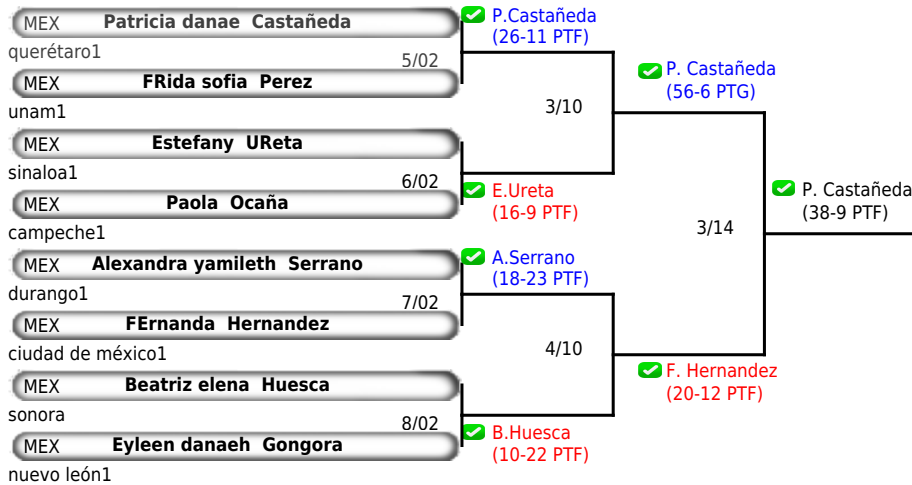 MEX Patricia danae Castañeda
querétaro1
5/02
MEX FRida sofia Perez
unam1
MEX Estefany UReta
sinaloa1
6/02
MEX Paola Ocaña
campeche1
MEX Alexandra yamileth Serrano
durango1
7/02
MEX FErnanda Hernandez
ciudad de méxico1
MEX Beatriz elena Huesca
sonora
8/02
MEX Eyleen danaeh Gongora
nuevo león1
P.Castañeda
(26-11 PTF)
3/10
E.Ureta
(16-9 PTF)
A.Serrano
(18-23 PTF)
4/10
B.Huesca
(10-22 PTF)
P. Castañeda
(56-6 PTG)
3/14
F. Hernandez
(20-12 PTF)
P. Castañeda
(38-9 PTF)